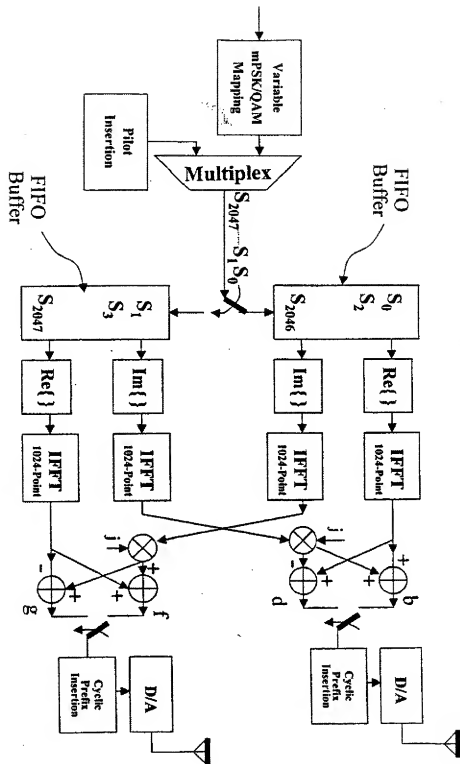 Variable
mPSK/QAM
Mapping
Pilot
Insertion
Multiplex
S2047 ..... S1 S0
FIFO
Buffer
S0
S2
S2046
FIFO
Buffer
S1
S3
S2047
Re{}
Im{}
Im{}
Re{}
IFFT
1024-Point
IFFT
1024-Point
IFFT
1024-Point
IFFT
1024-Point
j
j
+
+
-
+
b
d
+
+
-
+
f
g
Cyclic
Prefix
Insertion
D/A
Cyclic
Prefix
Insertion
D/A